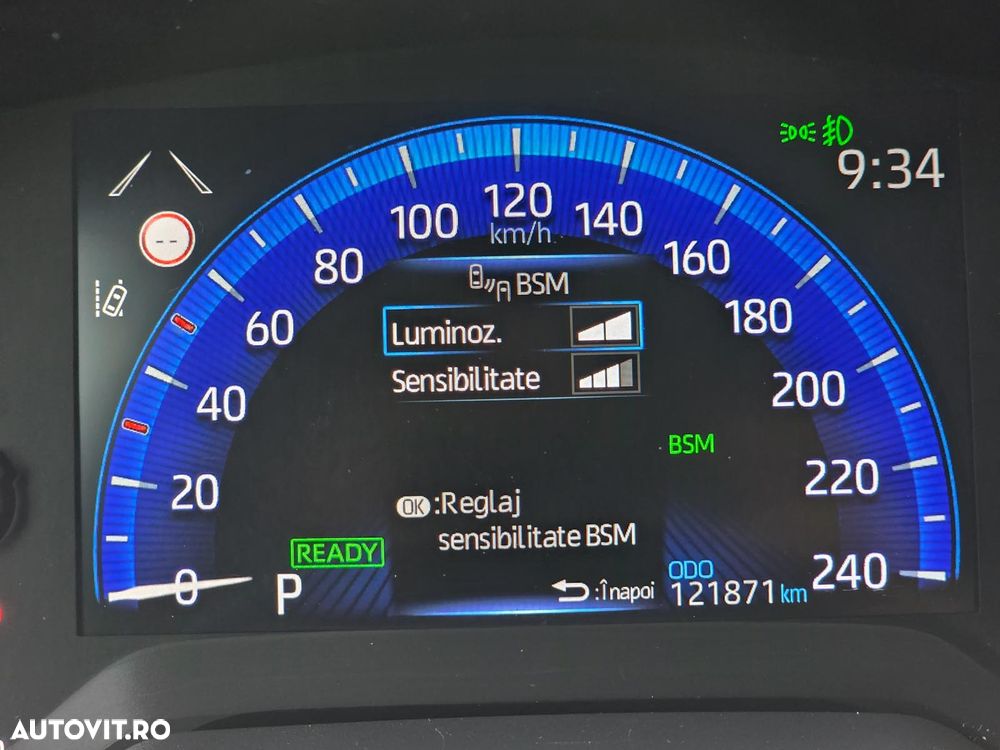 9:34
--
120
km/h
100
140
80
160
60
180
40
200
20
220
0
240
BSM
Luminoz.
Sensibilitate
BSM
OK :Reglaj
sensibilitate BSM
READY
P
:Înapoi
ODO
121871 km
AUTOVIT.RO